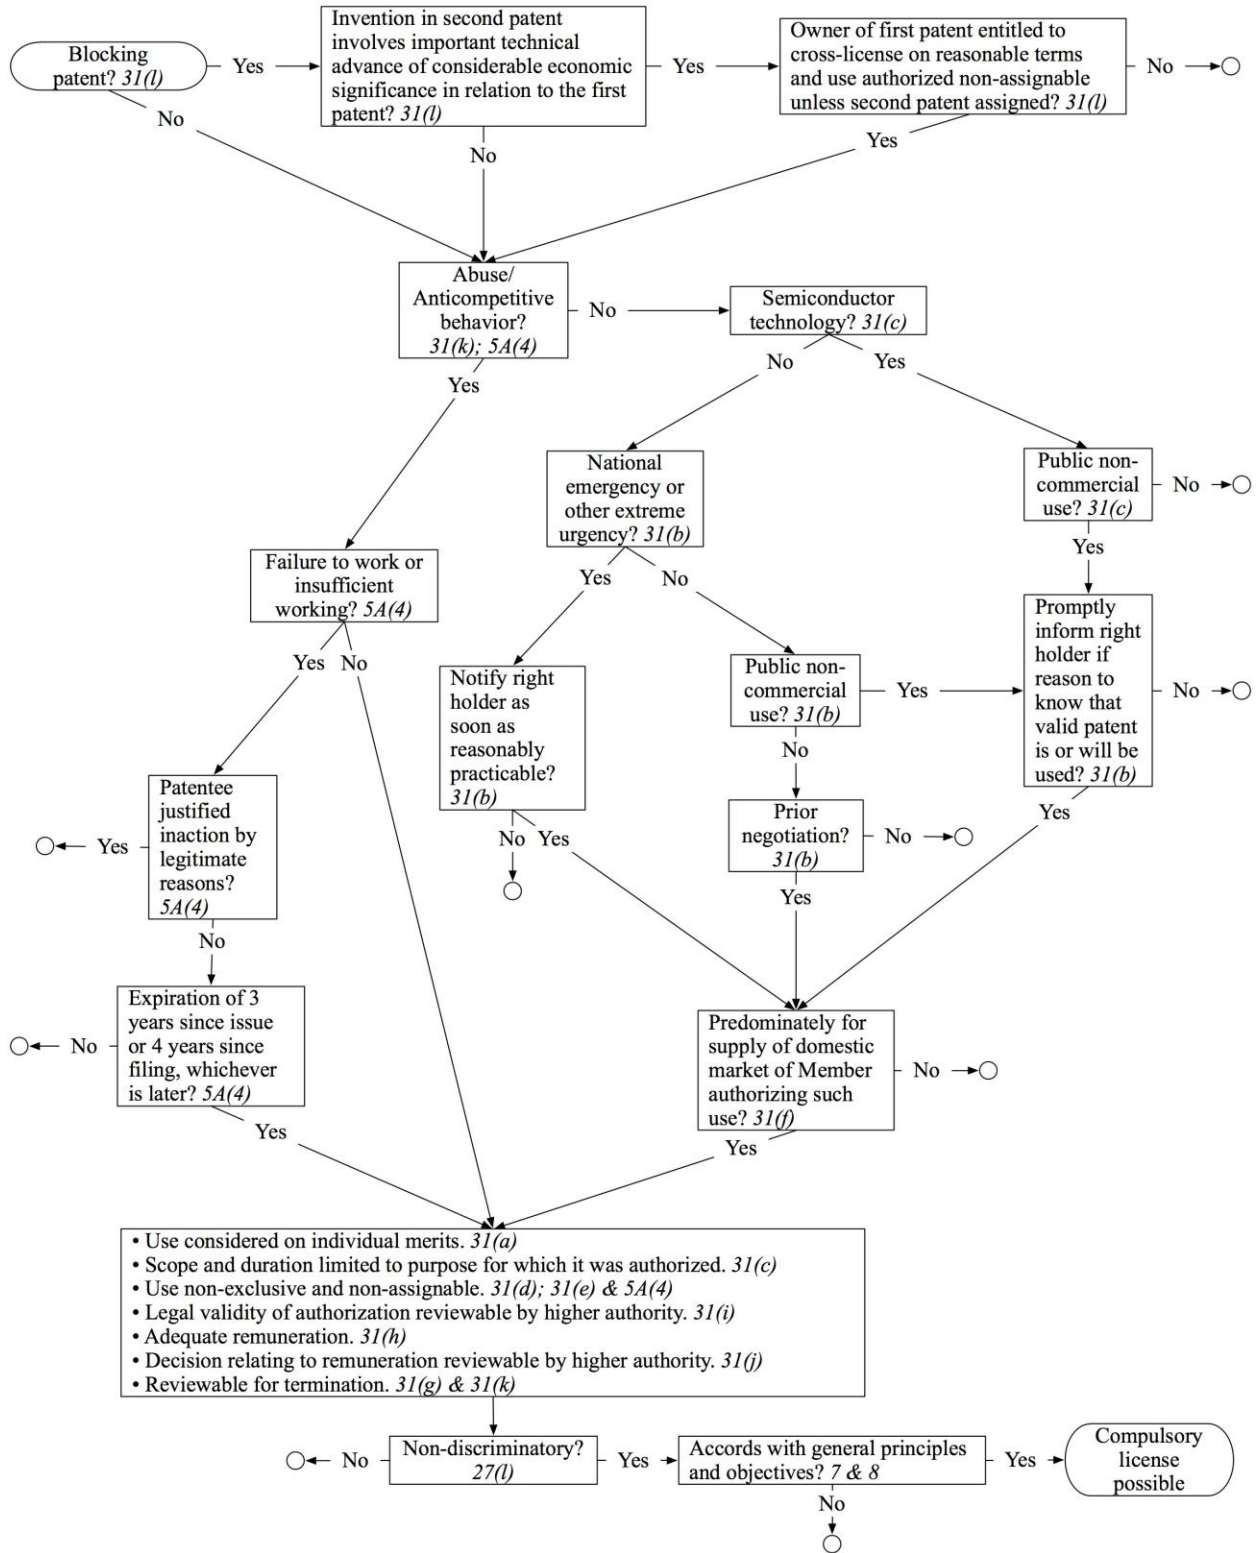 Blocking
patent? 31(l)
Yes
Invention in second patent
involves important technical
advance of considerable economic
significance in relation to the first
patent? 31(l)
Yes
Owner of first patent entitled to
cross-license on reasonable terms
and use authorized non-assignable
unless second patent assigned? 31(l)
No
No
No
Yes
Abuse/
Anticompetitive
behavior?
31(k); 5A(4)
No
Semiconductor
technology? 31(c)
Yes
No
Yes
National
emergency or
other extreme
urgency? 31(b)
Public non-
commercial
use? 31(c)
No
Yes
Failure to work or
insufficient
working? 5A(4)
Yes
No
Yes
No
Notify right
holder as
soon as
reasonably
practicable?
31(b)
Public non-
commercial
use? 31(b)
Yes
Promptly
inform right
holder if
reason to
know that
valid patent
is or will be
used? 31(b)
No
No
Patentee
justified
inaction by
legitimate
reasons?
5A(4)
Yes
No
Yes
Prior
negotiation?
31(b)
No
Yes
Yes
No
Expiration of 3
years since issue
or 4 years since
filing, whichever
is later? 5A(4)
No
Predominately for
supply of domestic
market of Member
authorizing such
use? 31(f)
No
Yes
Yes
• Use considered on individual merits. 31(a)
• Scope and duration limited to purpose for which it was authorized. 31(c)
• Use non-exclusive and non-assignable. 31(d); 31(e) & 5A(4)
• Legal validity of authorization reviewable by higher authority. 31(i)
• Adequate remuneration. 31(h)
• Decision relating to remuneration reviewable by higher authority. 31(j)
• Reviewable for termination. 31(g) & 31(k)
No
Non-discriminatory?
27(l)
Yes
Accords with general principles
and objectives? 7 & 8
Yes
Compulsory
license
possible
No